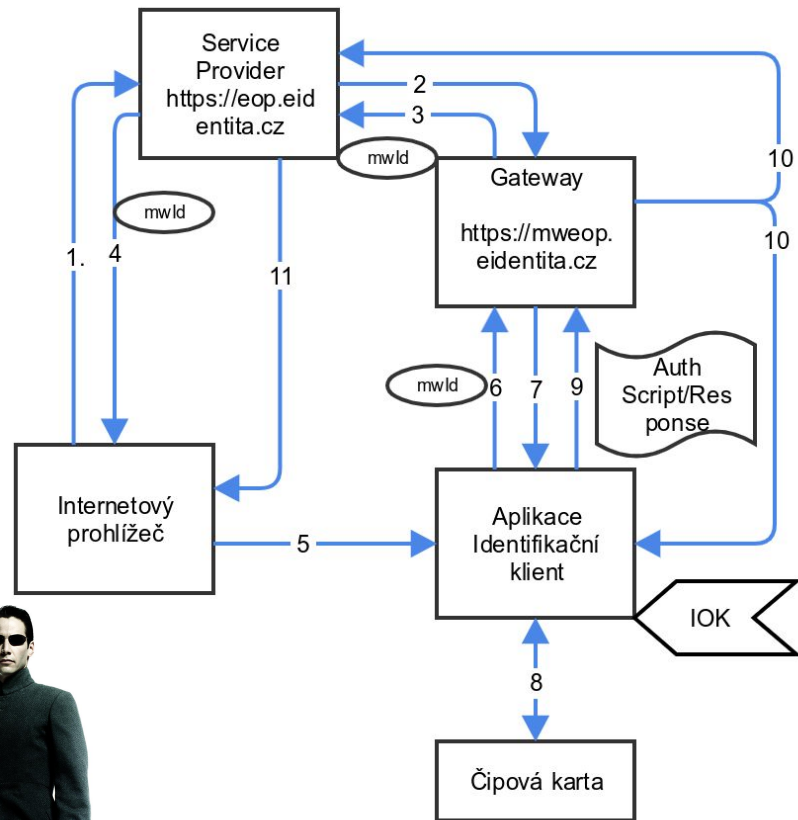 Service
Provider
https://eop.eid
entita.cz
2
3
10
mwId
Gateway
https://mweop.
eidentita.cz
mwId
1.
4
11
10
mwId
6
7
9
Auth
Script/Res
ponse
Internetový
prohlížeč
5
Aplikace
Identifikační
klient
IOK
8
Čipová karta